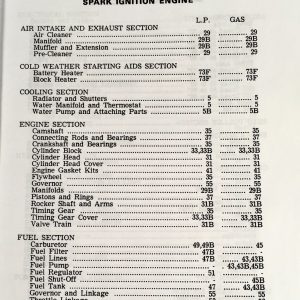 SPARK IGNITION ENGINE
L.P. GAS
AIR INTAKE AND EXHAUST SECTION
Air Cleaner 29 29
Manifold 29B 29B
Muffler and Extension 29B 29B
Pre-Cleaner 29 29
COLD WEATHER STARTING AIDS SECTION
Battery Heater 73F 73F
Block Heater 73F 73F
COOLING SECTION
Radiator and Shutters 5 5
Water Manifold and Thermostat 5 5
Water Pump and Attaching Parts 5B 5B
ENGINE SECTION
Camshaft 35 35
Connecting Rods and Bearings 37 37
Crankshaft and Bearings 35 35
Cylinder Block 33,33B 33,33B
Cylinder Head 31 31
Cylinder Head Cover 31 31
Engine Gasket Kits 41 41
Flywheel 35 35
Governor 55 55
Manifolds 29B 29B
Pistons and Rings 37 37
Rocker Shaft and Arms 31B 31B
Timing Gear 35 35
Timing Gear Cover 33,33B 33,33B
Valve Train 31B 31B
FUEL SECTION
Carburetor 49,49B 45
Fuel Filter 47B
Fuel Lines 47B 43,43B
Fuel Pump 43,43B,45B
Fuel Regulator 51
Fuel Shut-Off 45B
Fuel Tank 47 43,43B
Governor and Linkage 55 55